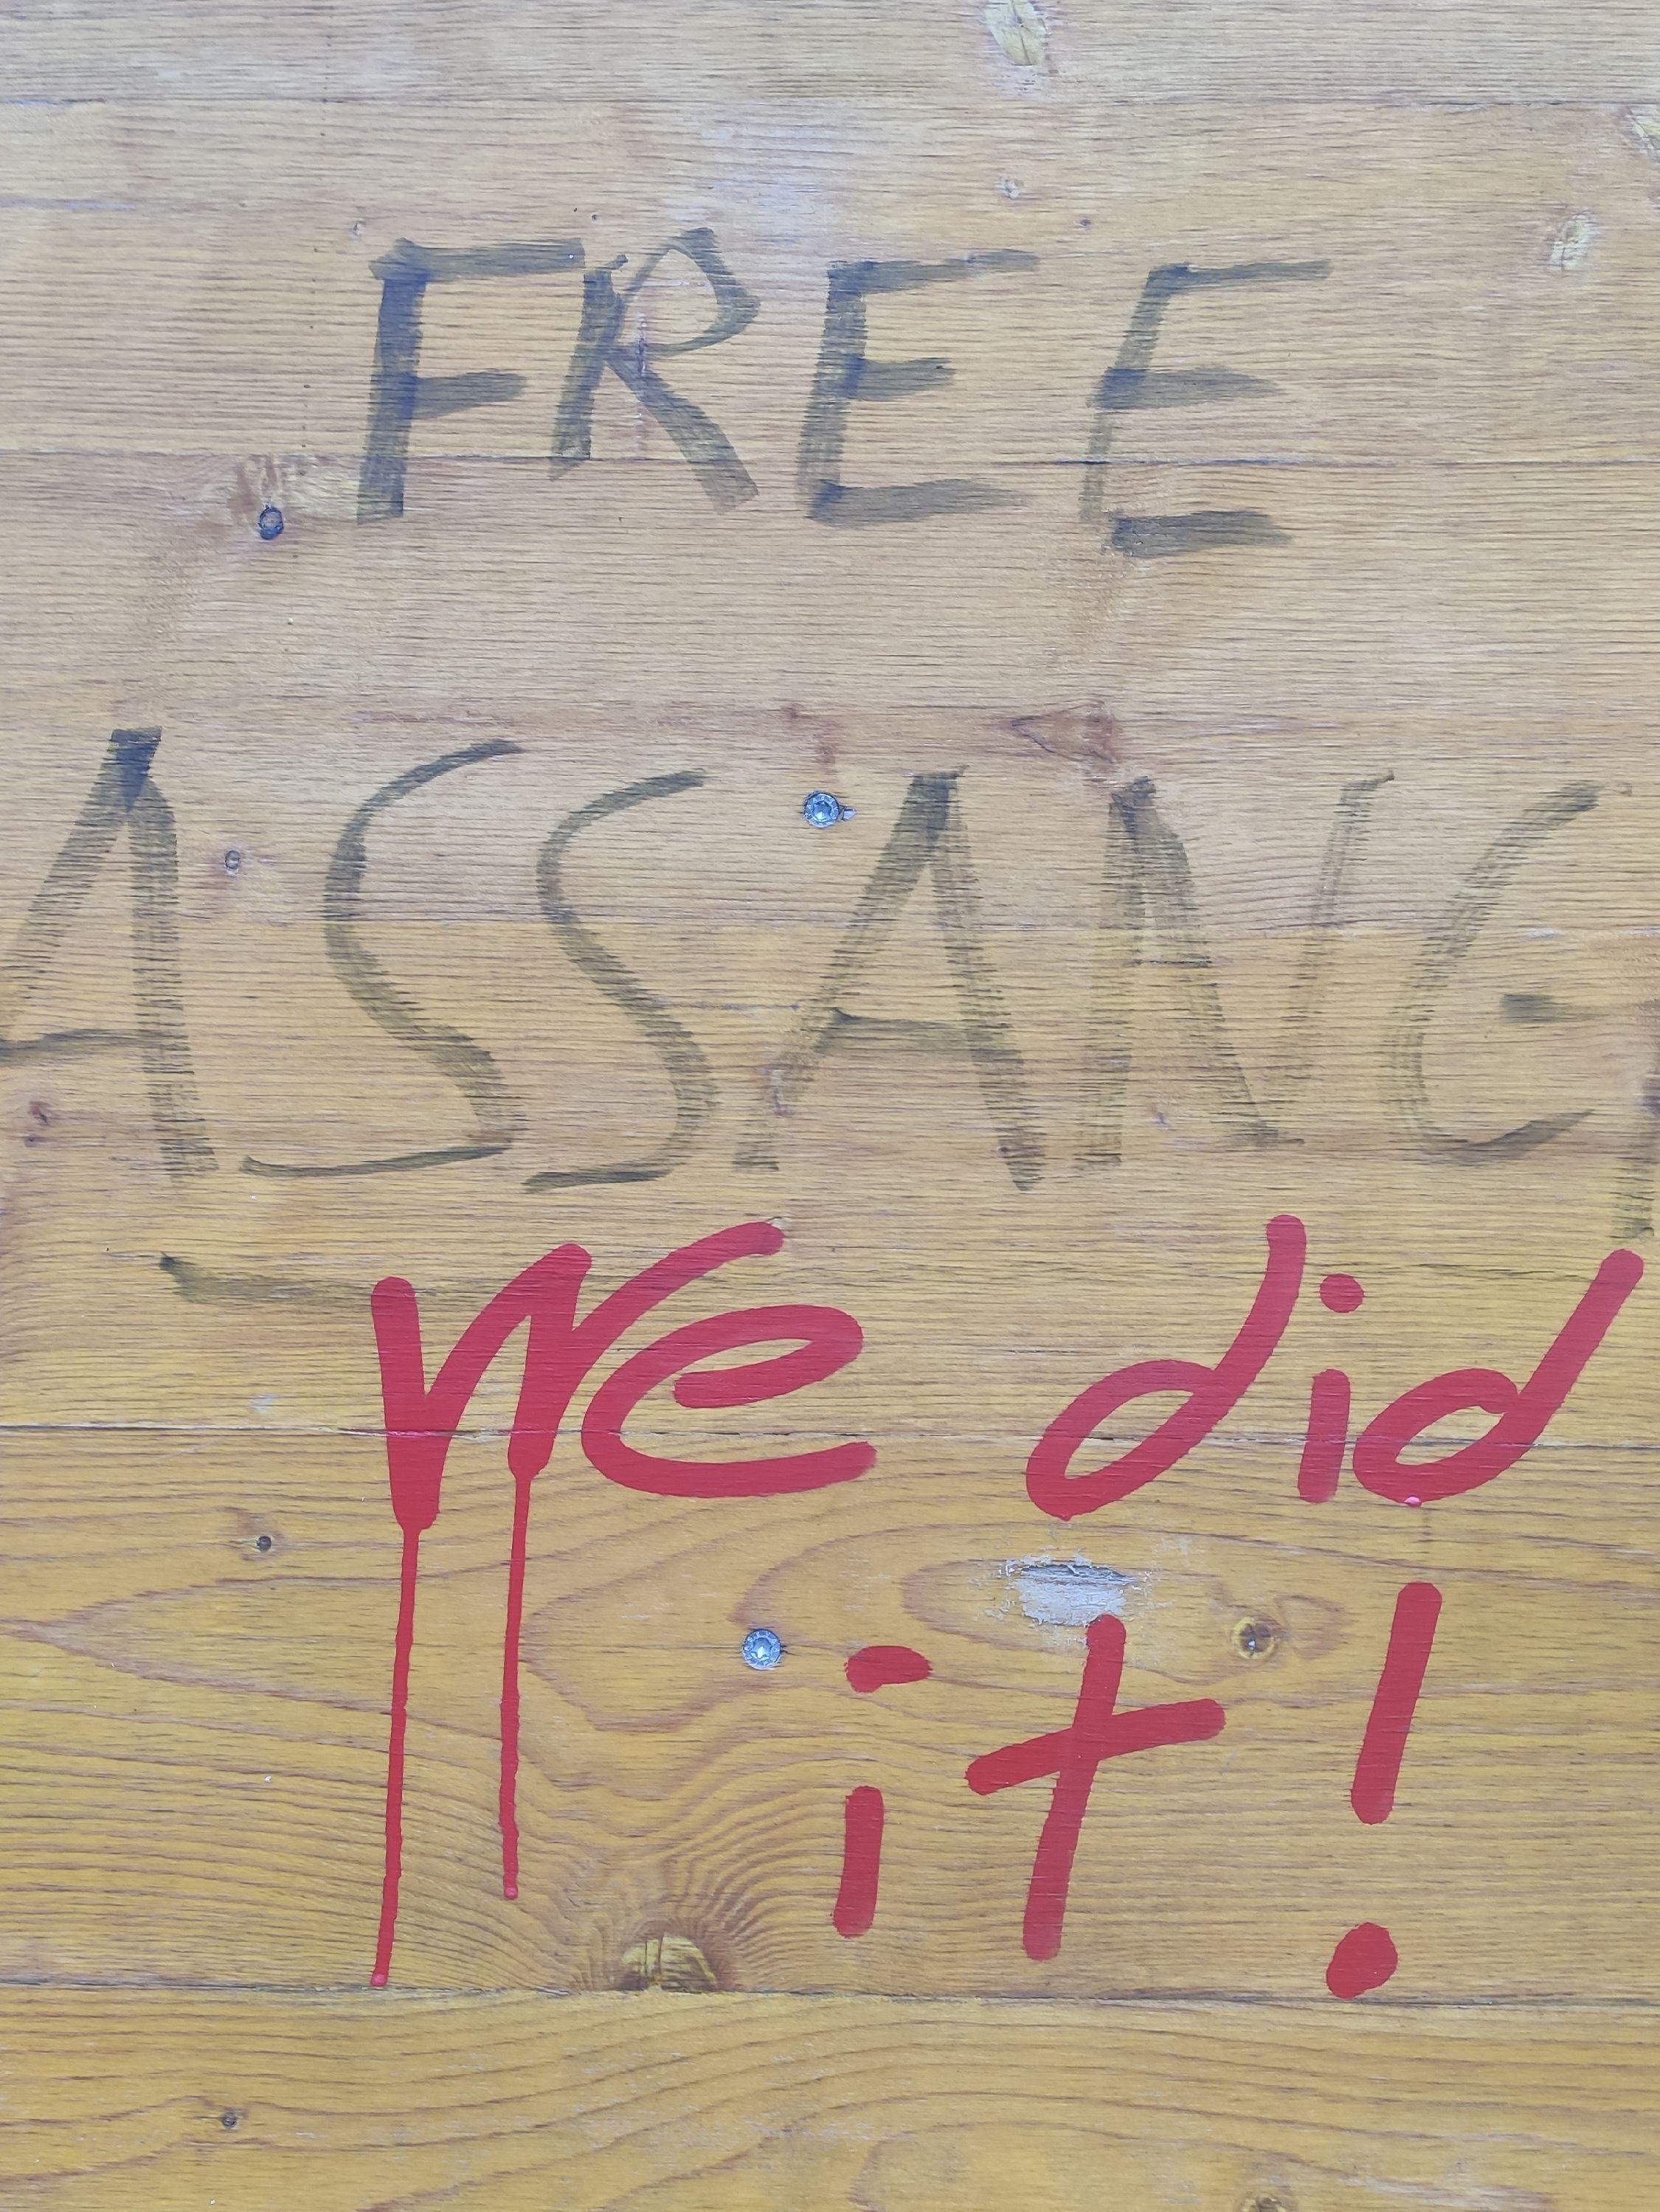 FREE
ASSANG
We did
it!